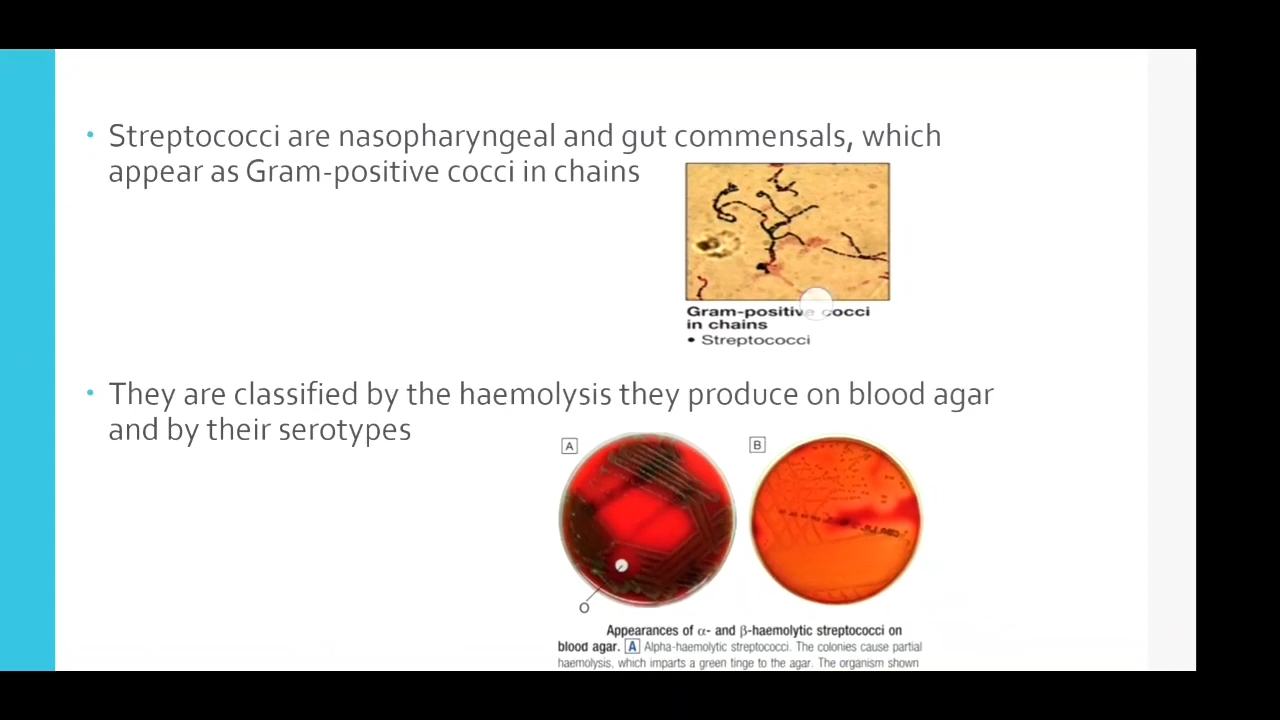 • Streptococci are nasopharyngeal and gut commensals, which
appear as Gram-positive cocci in chains
Gram-positive cocci
in chains
• Streptococci
• They are classified by the haemolysis they produce on blood agar
and by their serotypes
A
B
O
Appearances of α- and β-haemolytic streptococci on
blood agar. A Alpha-haemolytic streptococci. The colonies cause partial
haemolysis, which imparts a green tinge to the agar. The organism shown